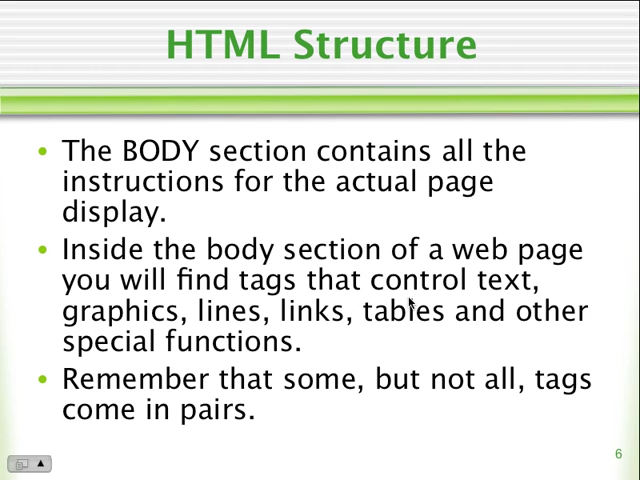 HTML Structure
• The BODY section contains all the
instructions for the actual page
display.
• Inside the body section of a web page
you will find tags that control text,
graphics, lines, links, tables and other
special functions.
• Remember that some, but not all, tags
come in pairs.
6